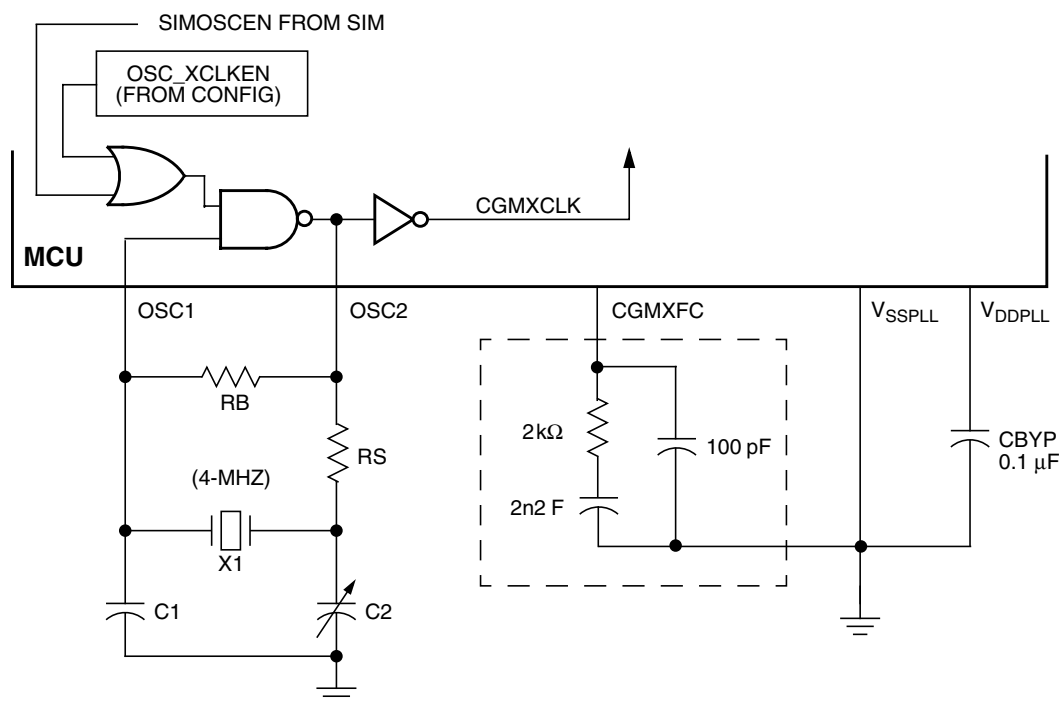 SIMOSCEN FROM SIM
OSC_XCLKEN
(FROM CONFIG)
CGMXCLK
MCU
OSC1
OSC2
CGMXFC
VSSPLL
VDDPLL
RB
2kΩ
100 pF
CBYP
0.1 µF
RS
(4-MHZ)
2n2 F
X1
C1
C2